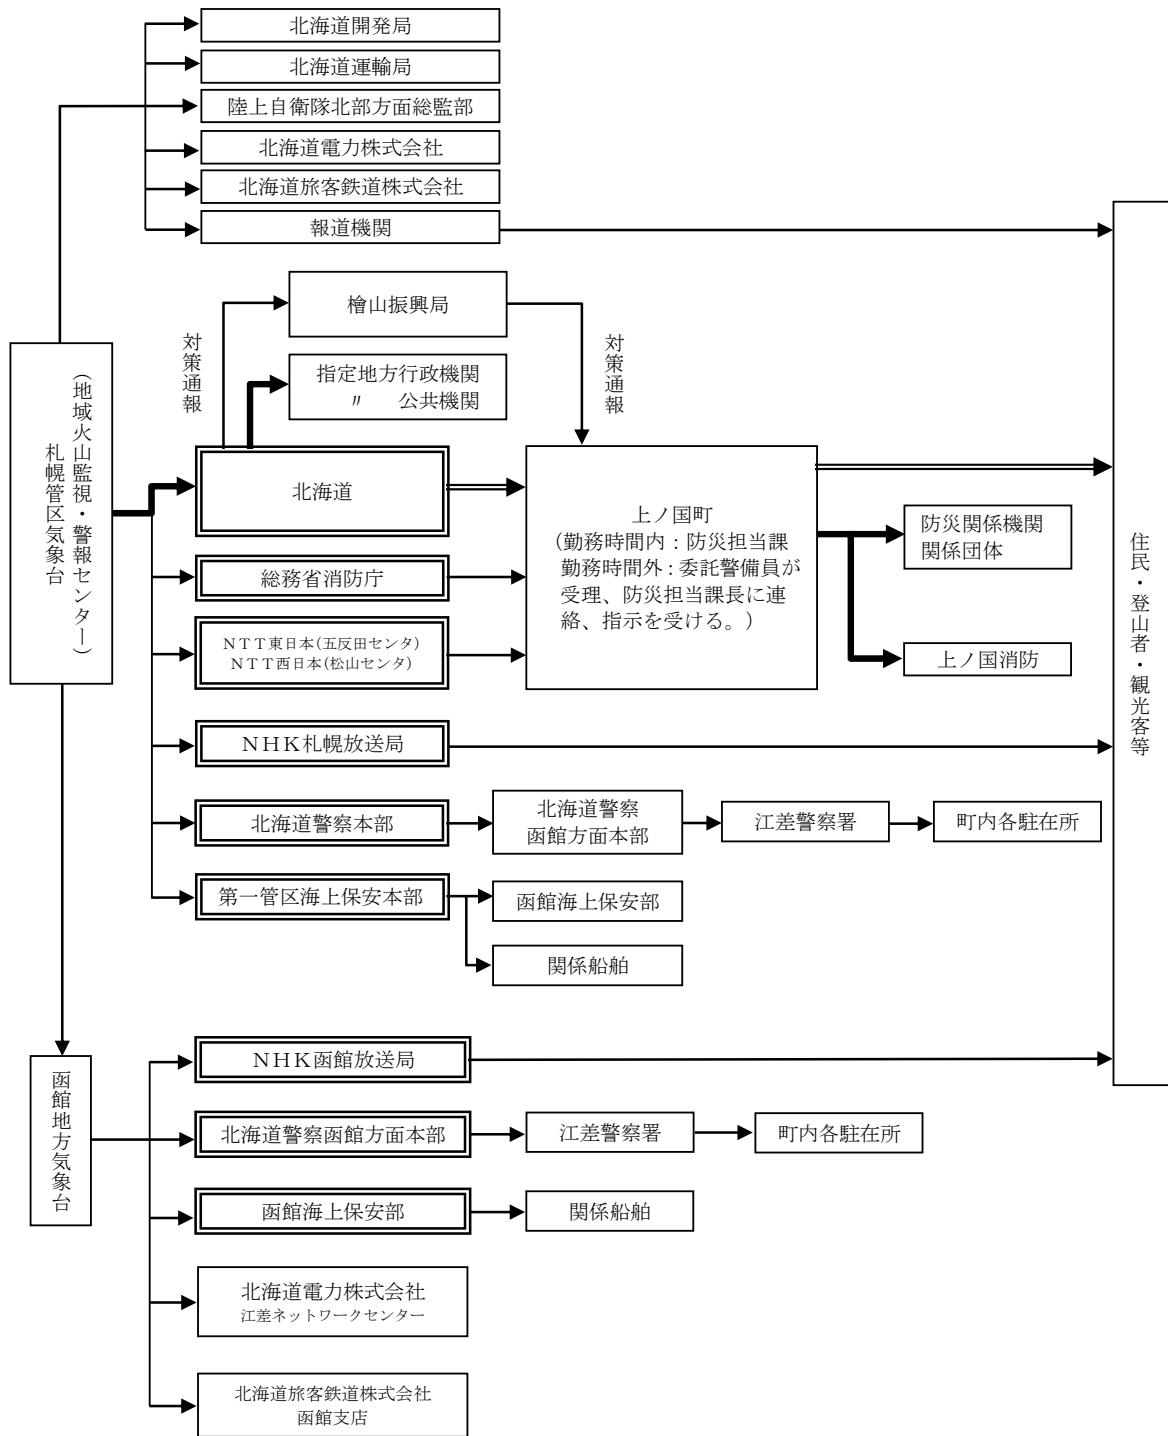 北海道開発局
北海道運輸局
陸上自衛隊北部方面総監部
北海道電力株式会社
北海道旅客鉄道株式会社
報道機関
檜山振興局
対策通報
対策通報
指定地方行政機関
〃　公共機関
札幌管区気象台
（地域火山監視・警報センター）
北海道
上ノ国町
（勤務時間内：防災担当課
勤務時間外：委託警備員が
受理、防災担当課長に連
絡、指示を受ける。）
防災関係機関
関係団体
上ノ国消防
住民・登山者・観光客等
総務省消防庁
ＮＴＴ東日本(五反田センタ)
ＮＴＴ西日本(松山センタ)
ＮＨＫ札幌放送局
北海道警察本部
北海道警察
函館方面本部
江差警察署
町内各駐在所
第一管区海上保安本部
函館海上保安部
関係船舶
函館地方気象台
ＮＨＫ函館放送局
北海道警察函館方面本部
江差警察署
町内各駐在所
函館海上保安部
関係船舶
北海道電力株式会社
江差ネットワークセンター
北海道旅客鉄道株式会社
函館支店